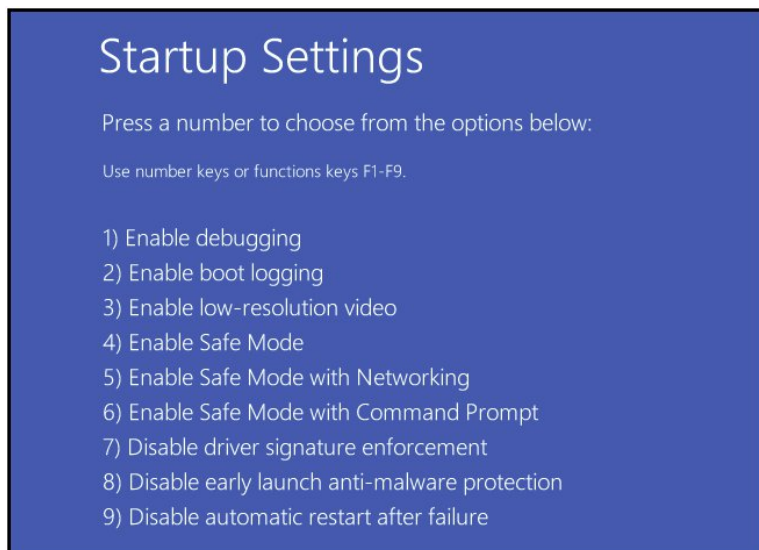 Startup Settings
Press a number to choose from the options below:
Use number keys or functions keys F1-F9.
1) Enable debugging
2) Enable boot logging
3) Enable low-resolution video
4) Enable Safe Mode
5) Enable Safe Mode with Networking
6) Enable Safe Mode with Command Prompt
7) Disable driver signature enforcement
8) Disable early launch anti-malware protection
9) Disable automatic restart after failure